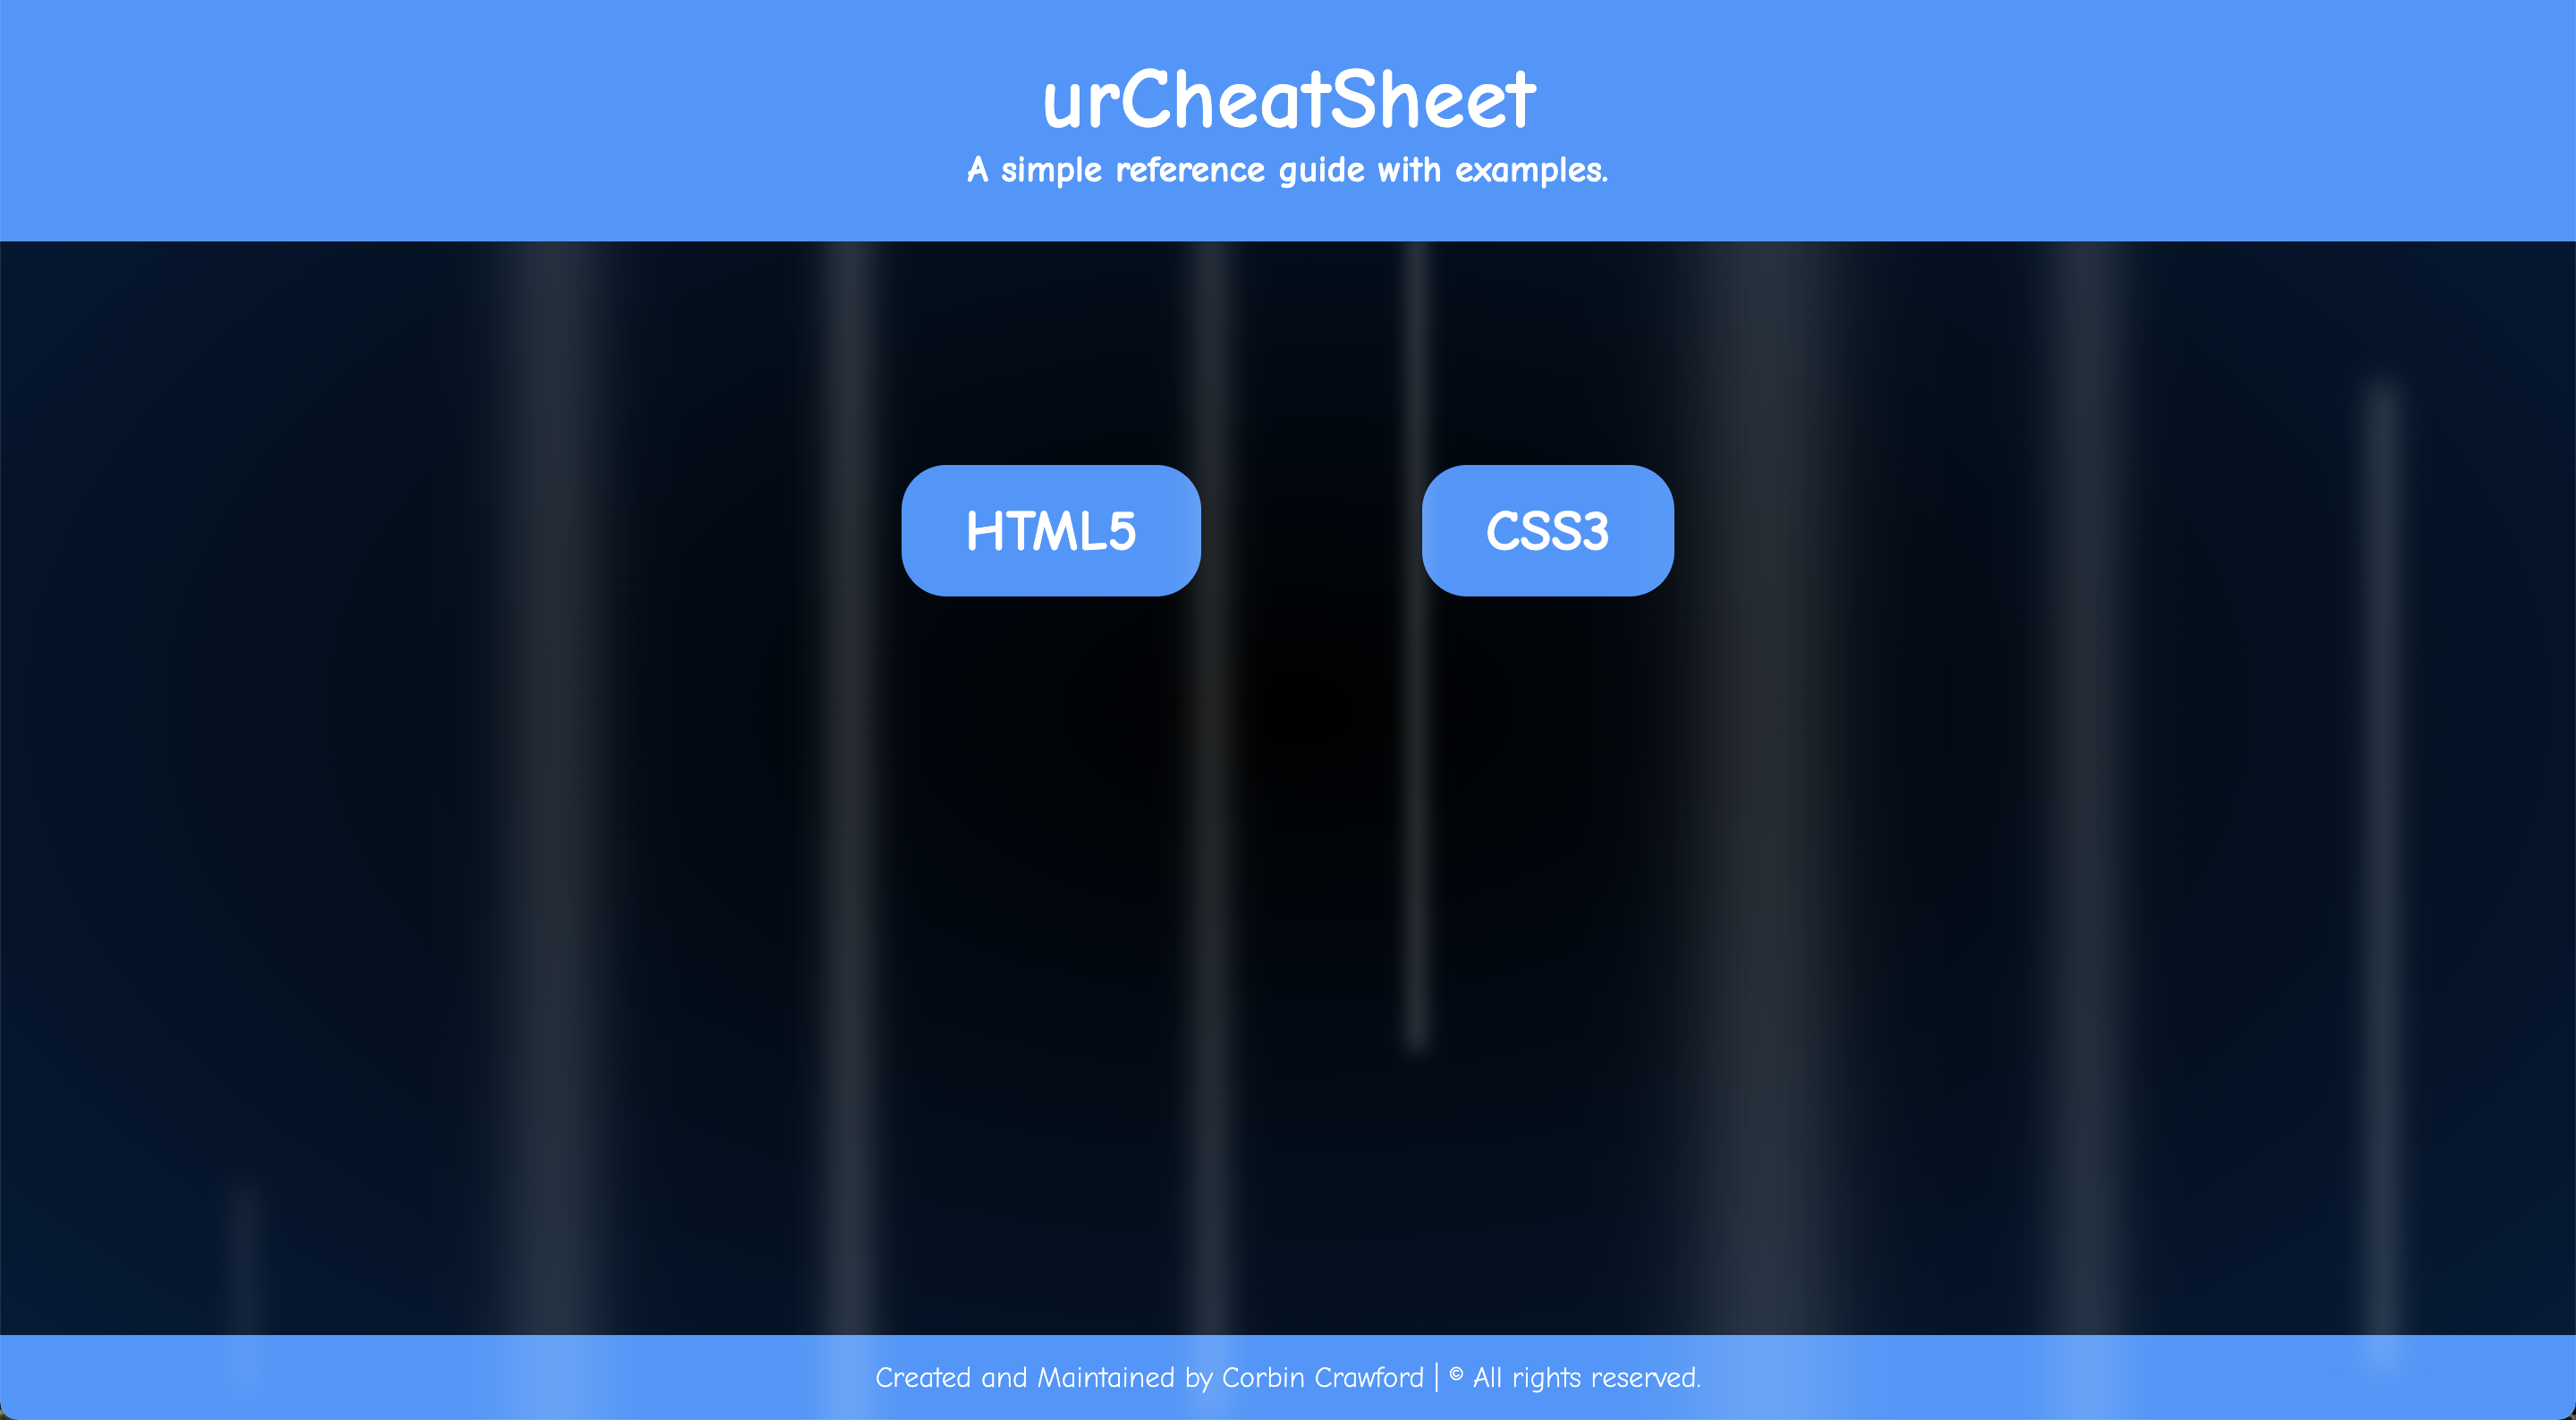 urCheatSheet
A simple reference guide with examples.
HTML5
CSS3
Created and Maintained by Corbin Crawford | © All rights reserved.